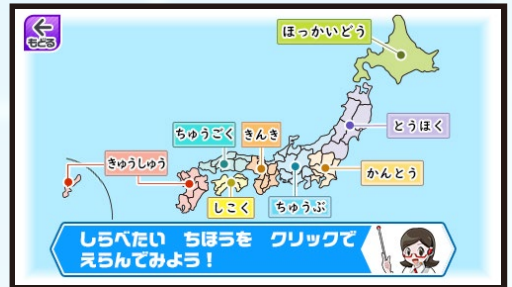 もどる
ほっかいどう
とうほく
ちゅうごく
きんき
きゅうしゅう
かんとう
しこく
ちゅうぶ
しらべたい ちほうを クリックで
えらんでみよう！